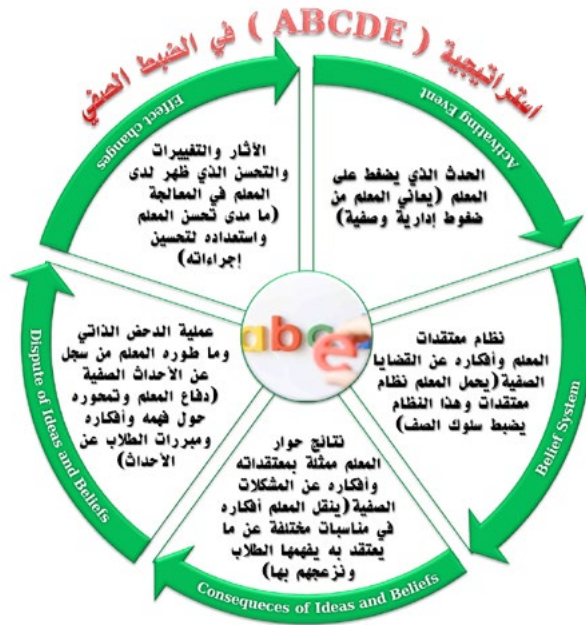 استراتيجية ( ABCDE ) في الضبط الصفي
Activating Event
الحدث الذي يضغط على
المعلم (يعاني المعلم من
ضغوط إدارية وصفية)
Belief System
نظام معتقدات
المعلم وأفكاره عن القضايا
الصفية(يحمل المعلم نظام
معتقدات وهذا النظام
يضبط سلوك الصف)
Consequeces of Ideas and Beliefs
نتائج حوار
المعلم ممثلة بمعتقداته
وأفكاره عن المشكلات
الصفية(ينقل المعلم أفكاره
في مناسبات مختلفة عن ما
يعتقد به يفهمها الطلاب
ونزعجهم بها)
Dispute of Ideas and Beliefs
عملية الدحض الذاتي
وما طوره المعلم من سجل
عن الأحداث الصفية
(دفاع المعلم وتمحوره
حول فهمه وأفكاره
ومبررات الطلاب عن
الأحداث)
Effect changes
الأثار والتغييرات
والتحسن الذي ظهر لدى
المعلم في المعالجة
(ما مدى تحسن المعلم
واستعداده لتحسين
إجراءاته)
abce